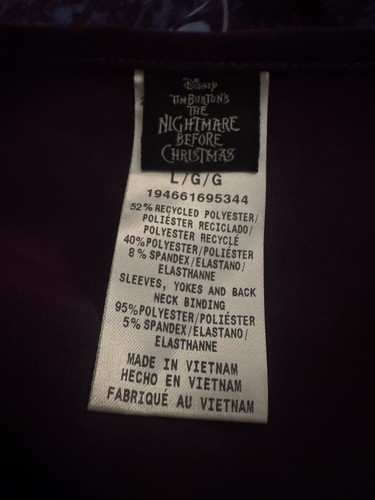 Disney
TIM BURTON'S
THE
NIGHTMARE
BEFORE
CHRISTMAS
L/G/G
194661695344
52% RECYCLED POLYESTER/
POLIÉSTER RECICLADO/
POLYESTER RECYCLÉ
40% POLYESTER/POLIÉSTER
8% SPANDEX/ELASTANO/
ELASTHANNE
SLEEVES, YOKES AND BACK
NECK BINDING
95% POLYESTER/POLIÉSTER
5% SPANDEX/ELASTANO/
ELASTHANNE
MADE IN VIETNAM
HECHO EN VIETNAM
FABRIQUÉ AU VIETNAM